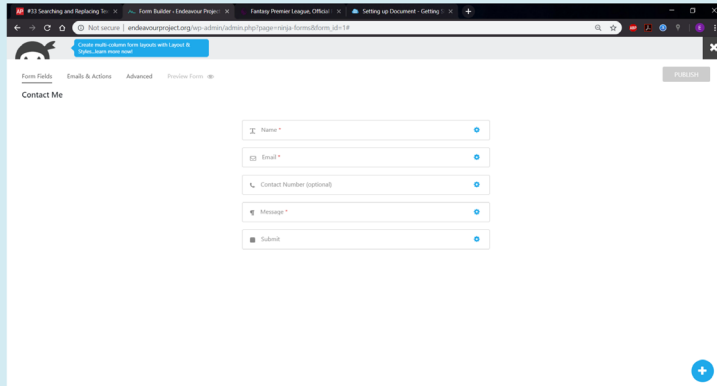 #33 Searching and Replacing Te
Form Builder ‹ Endeavour Projec
Fantasy Premier League, Official
Setting up Document - Getting S
Not secure | endeavourproject.org/wp-admin/admin.php?page=ninja-forms&form_id=1#
Create multi-column form layouts with Layout &
Styles...learn more now!
Form Fields
Emails & Actions
Advanced
Preview Form
PUBLISH
Contact Me
Name *
Email *
Contact Number (optional)
Message *
Submit